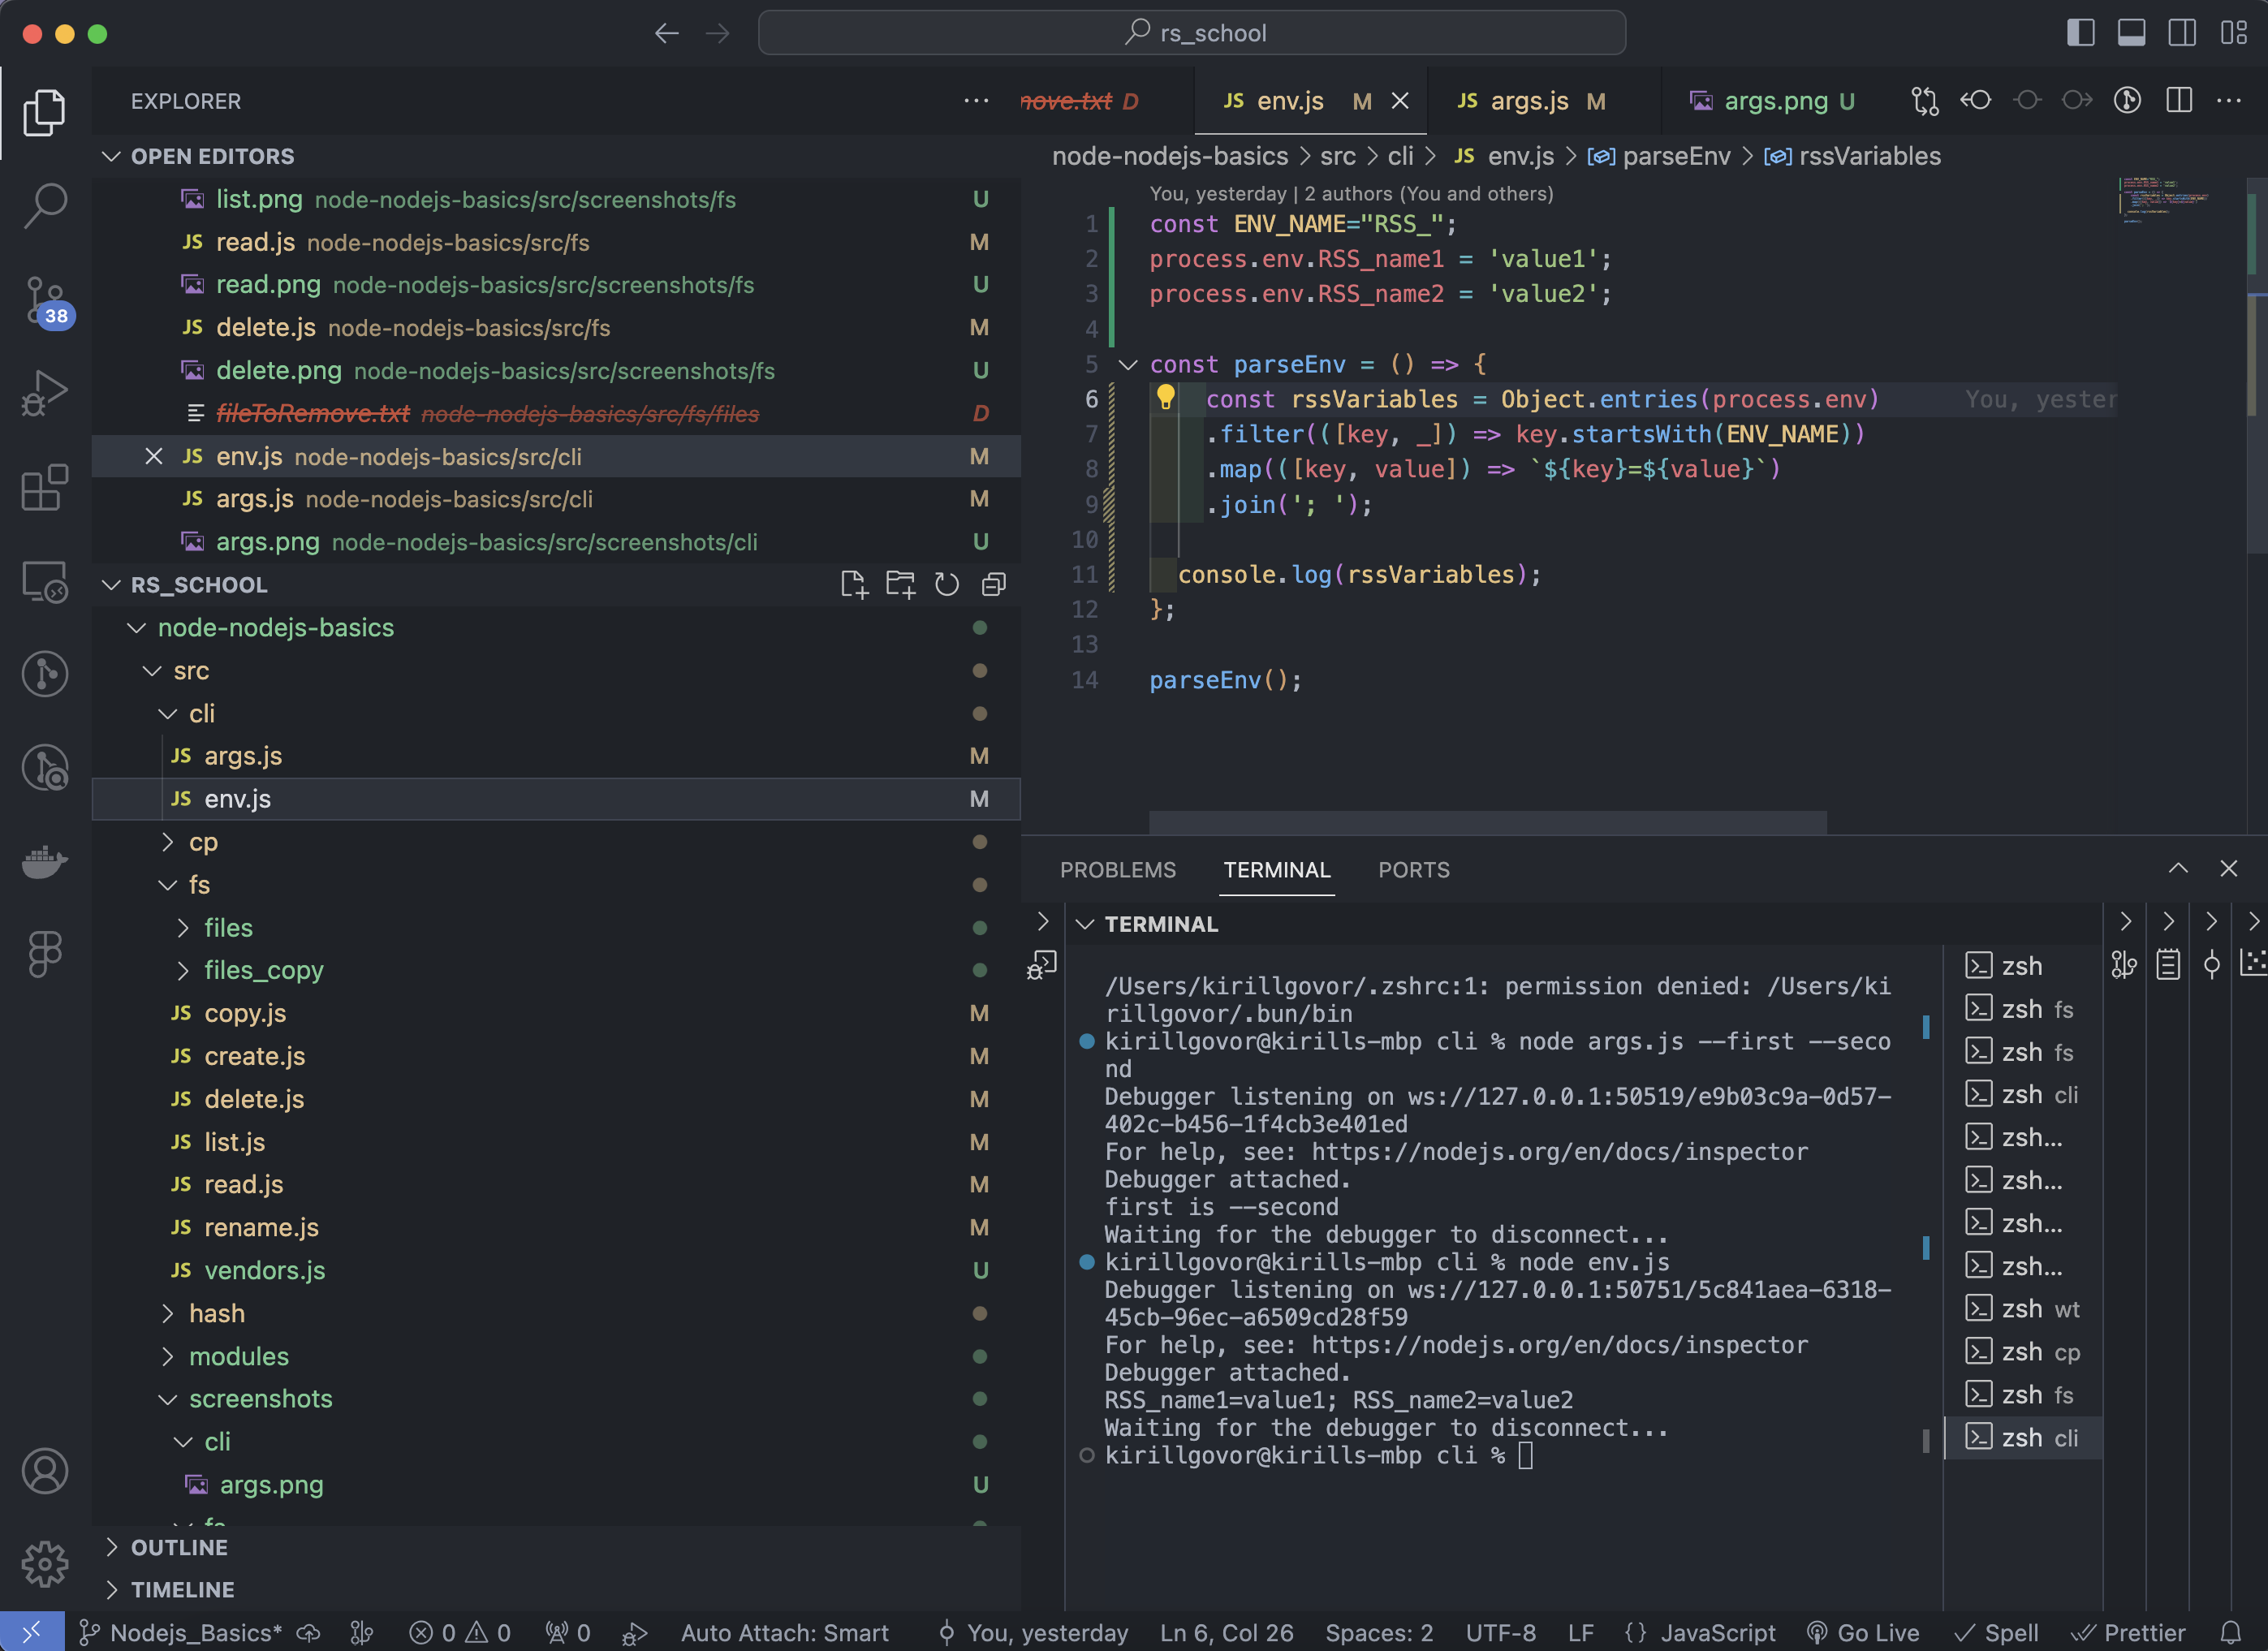 rs_school
EXPLORER
OPEN EDITORS
list.png node-nodejs-basics/src/screenshots/fs U
JS read.js node-nodejs-basics/src/fs M
read.png node-nodejs-basics/src/screenshots/fs U
JS delete.js node-nodejs-basics/src/fs M
delete.png node-nodejs-basics/src/screenshots/fs U
fileToRemove.txt node-nodejs-basics/src/fs/files D
JS env.js node-nodejs-basics/src/cli M
JS args.js node-nodejs-basics/src/cli M
args.png node-nodejs-basics/src/screenshots/cli U
38
RS_SCHOOL
node-nodejs-basics
src
cli
JS args.js M
JS env.js M
cp
fs
files
files_copy
JS copy.js M
JS create.js M
JS delete.js M
JS list.js M
JS read.js M
JS rename.js M
JS vendors.js U
hash
modules
screenshots
cli
args.png U
fs
OUTLINE
TIMELINE
move.txt D
JS env.js M
JS args.js M
args.png U
node-nodejs-basics > src > cli > JS env.js > parseEnv > rssVariables
You, yesterday | 2 authors (You and others)
1 const ENV_NAME="RSS_";
2 process.env.RSS_name1 = 'value1';
3 process.env.RSS_name2 = 'value2';
4
5 const parseEnv = () => {
6 const rssVariables = Object.entries(process.env) You, yester
7 .filter(([key, _]) => key.startsWith(ENV_NAME))
8 .map(([key, value]) => `${key}=${value}`)
9 .join('; ');
10
11 console.log(rssVariables);
12 };
13
14 parseEnv();
PROBLEMS TERMINAL PORTS
TERMINAL
/Users/kirillgovor/.zshrc:1: permission denied: /Users/ki
rillgovor/.bun/bin
kirillgovor@kirills-mbp cli % node args.js --first --seco
nd
Debugger listening on ws://127.0.0.1:50519/e9b03c9a-0d57-
402c-b456-1f4cb3e401ed
For help, see: https://nodejs.org/en/docs/inspector
Debugger attached.
first is --second
Waiting for the debugger to disconnect...
kirillgovor@kirills-mbp cli % node env.js
Debugger listening on ws://127.0.0.1:50751/5c841aea-6318-
45cb-96ec-a6509cd28f59
For help, see: https://nodejs.org/en/docs/inspector
Debugger attached.
RSS_name1=value1; RSS_name2=value2
Waiting for the debugger to disconnect...
kirillgovor@kirills-mbp cli %
zsh
zsh fs
zsh fs
zsh cli
zsh...
zsh...
zsh...
zsh...
zsh wt
zsh cp
zsh fs
zsh cli
Nodejs_Basics* 0 0 0 Auto Attach: Smart You, yesterday Ln 6, Col 26 Spaces: 2 UTF-8 LF {} JavaScript Go Live Spell Prettier